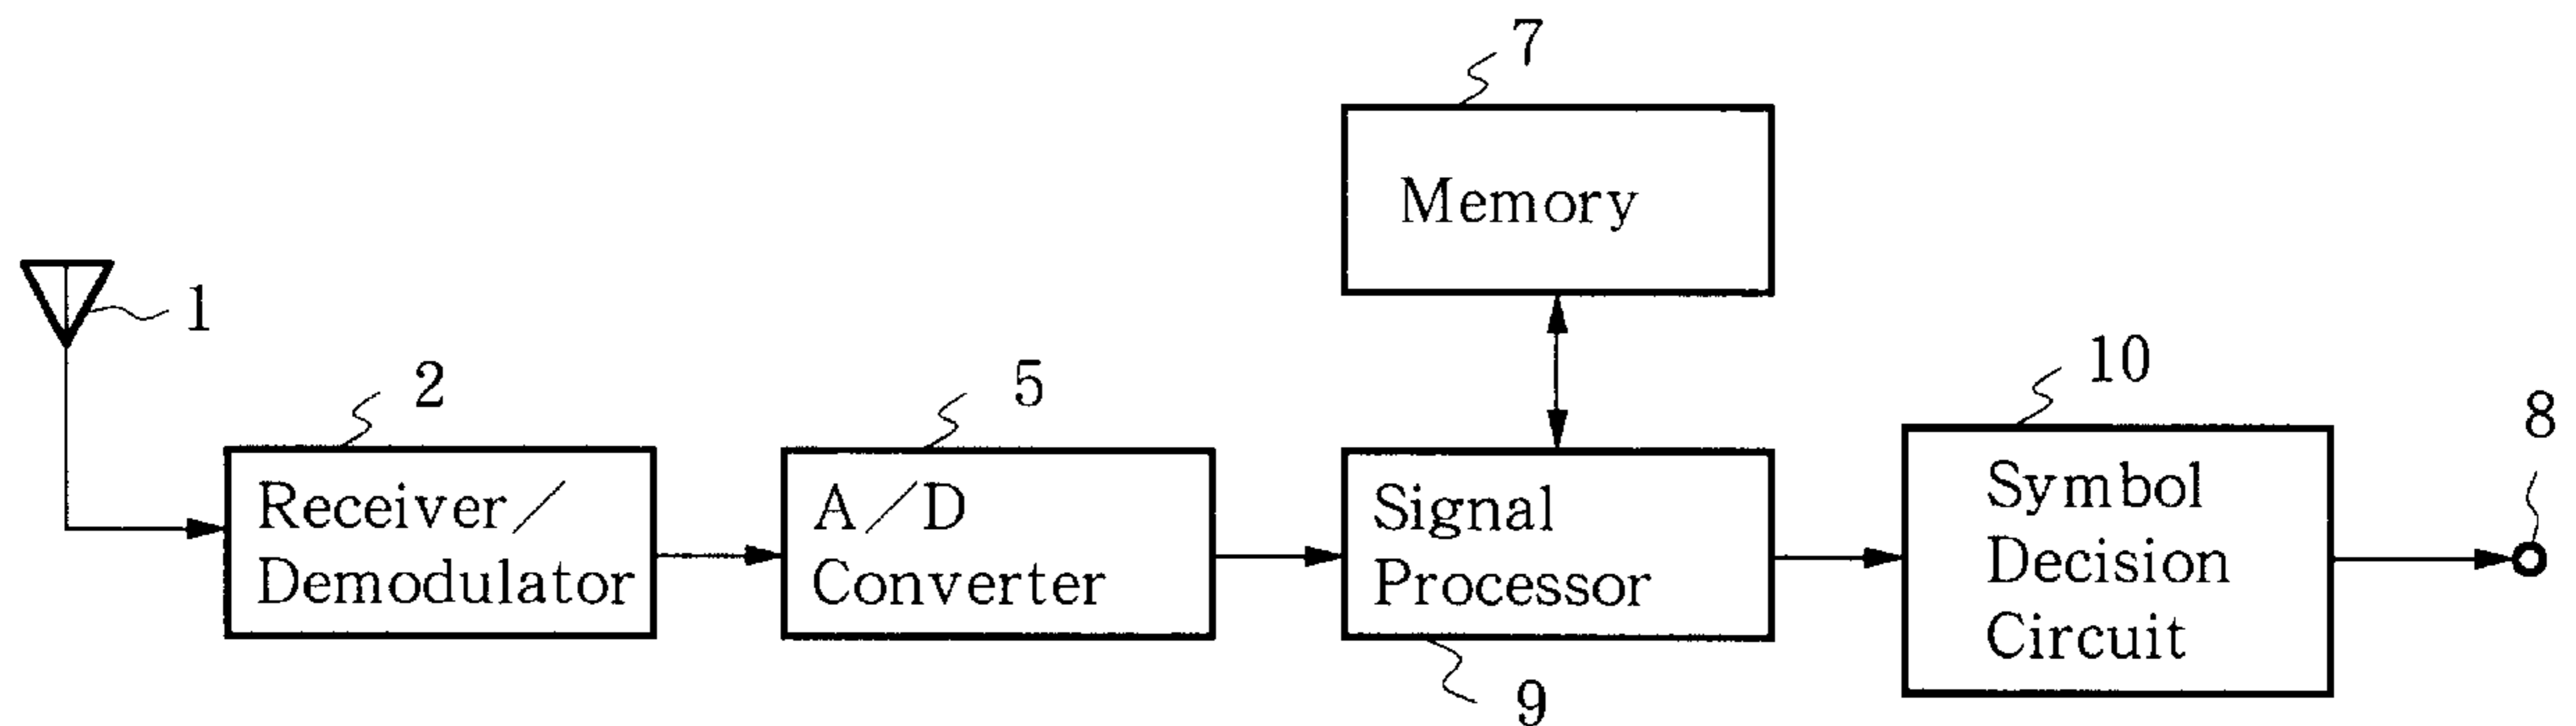 7
Memory
1
2
Receiver/
Demodulator
5
A/D
Converter
Signal
Processor
9
10
Symbol
Decision
Circuit
8